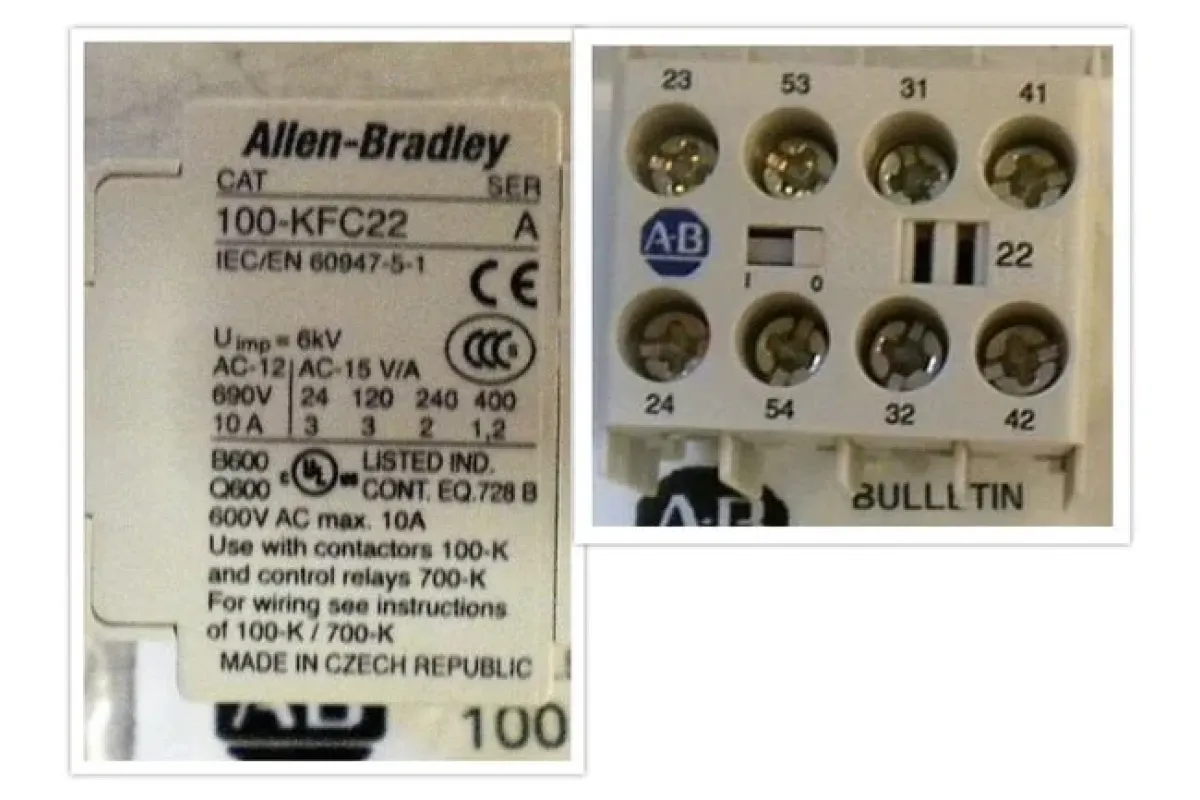 Allen-Bradley
CAT SER
100-KFC22 A
IEC/EN 60947-5-1
CE
Uimp = 6kV
CCC S
AC-12 AC-15 V/A
690V 24 120 240 400
10 A 3 3 2 1,2
B600 c UL us LISTED IND.
Q600 CONT. EQ.728 B
600V AC max. 10A
Use with contactors 100-K
and control relays 700-K
For wiring see instructions
of 100-K / 700-K
MADE IN CZECH REPUBLIC
A-B
100
23 53 31 41
A-B 22
I 0
24 54 32 42
A-B BULLETIN